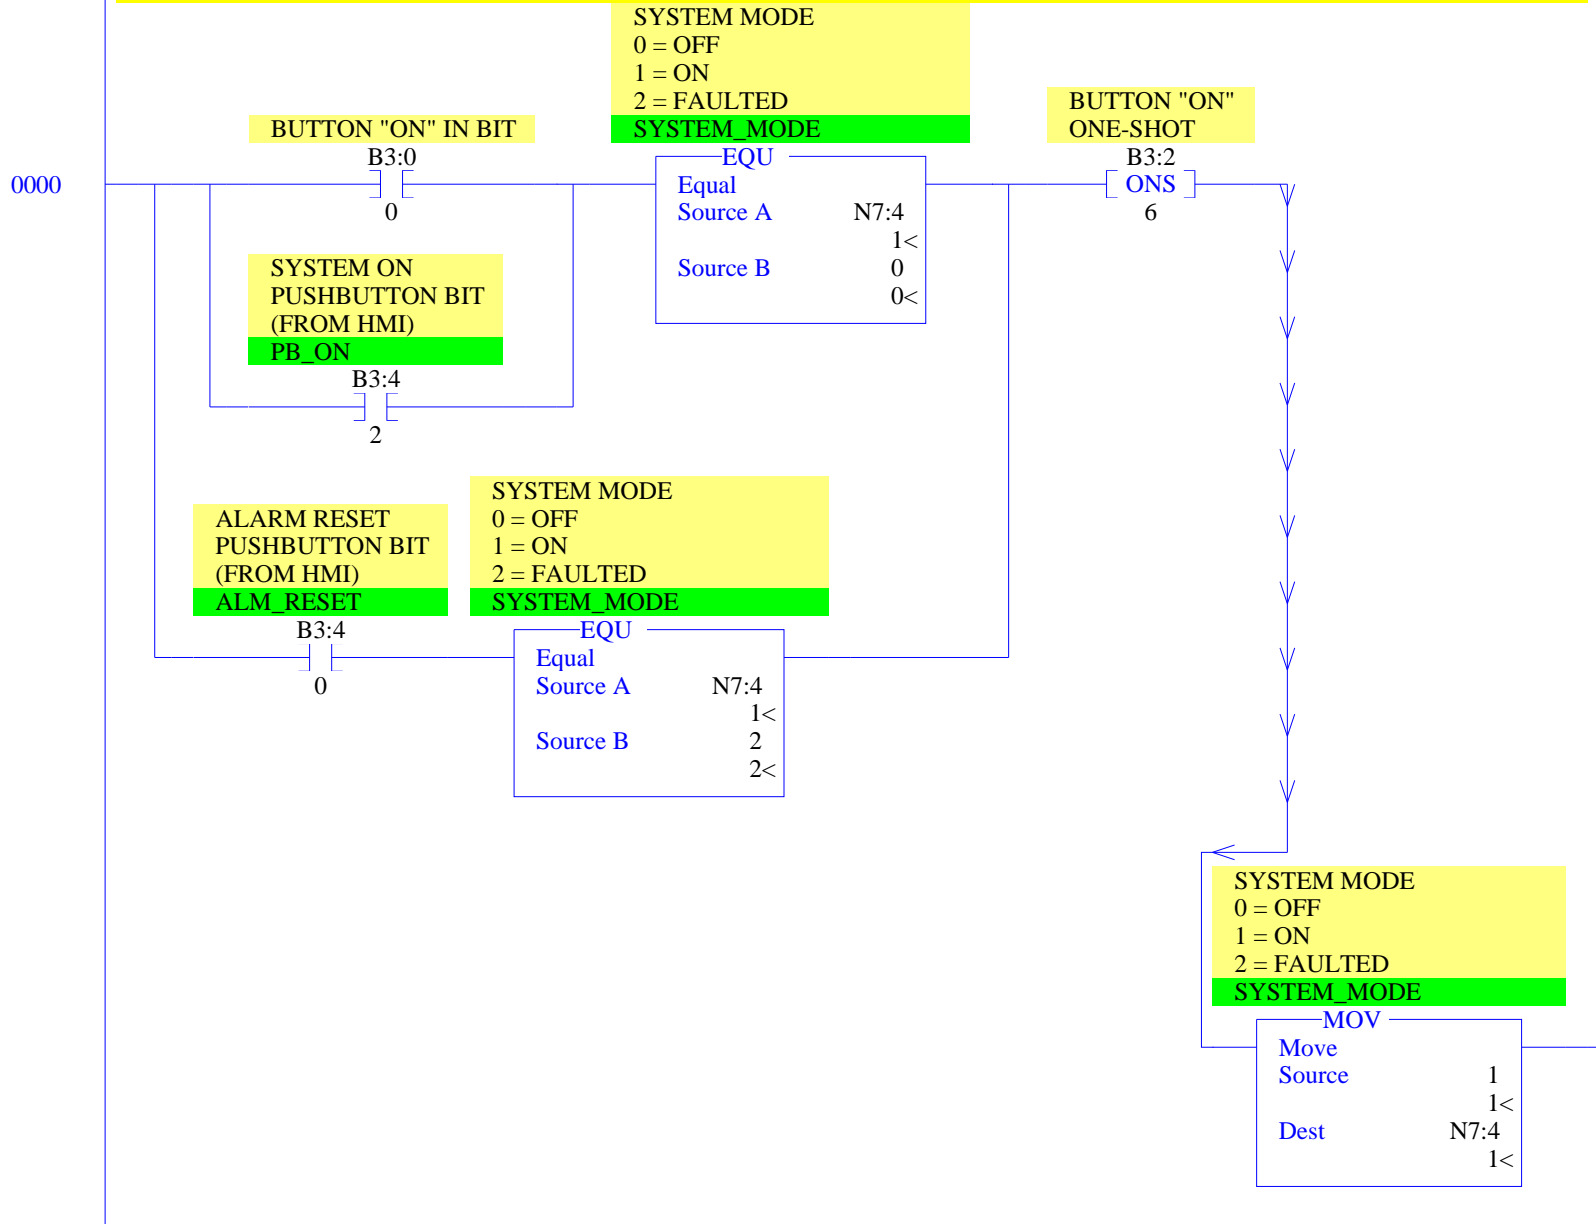 SYSTEM MODE
0 = OFF
1 = ON
2 = FAULTED
SYSTEM_MODE
BUTTON "ON"
ONE-SHOT
BUTTON "ON" IN BIT
B3:0
EQU
B3:2
0000
Equal
ONS
0
Source A N7:4
6
1<
Source B 0
0<
SYSTEM ON
PUSHBUTTON BIT
(FROM HMI)
PB_ON
B3:4
2
SYSTEM MODE
0 = OFF
1 = ON
2 = FAULTED
SYSTEM_MODE
ALARM RESET
PUSHBUTTON BIT
(FROM HMI)
ALM_RESET
B3:4
0
EQU
Equal
Source A N7:4
1<
Source B 2
2<
SYSTEM MODE
0 = OFF
1 = ON
2 = FAULTED
SYSTEM_MODE
MOV
Move
Source 1
1<
Dest N7:4
1<